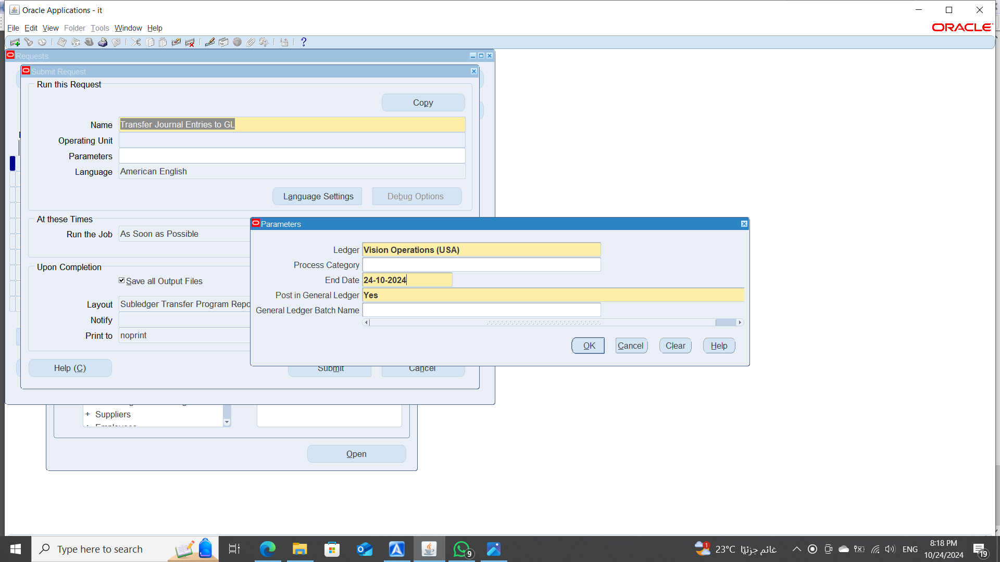 Oracle Applications - it
File Edit View Folder Tools Window Help
ORACLE
Requests
Submit Request
Run this Request
Copy
Name Transfer Journal Entries to GL
Operating Unit
Parameters
Language American English
Language Settings Debug Options
At these Times
Run the Job As Soon as Possible
Upon Completion
Save all Output Files
Layout Subledger Transfer Program Repo
Notify
Print to noprint
Help (C) Submit Cancel
Parameters
Ledger Vision Operations (USA)
Process Category
End Date 24-10-2024
Post in General Ledger Yes
General Ledger Batch Name
OK Cancel Clear Help
+ Suppliers
Open
Type here to search
9
1
23°C غائم جزئيًا
ENG
8:18 PM
10/24/2024
19